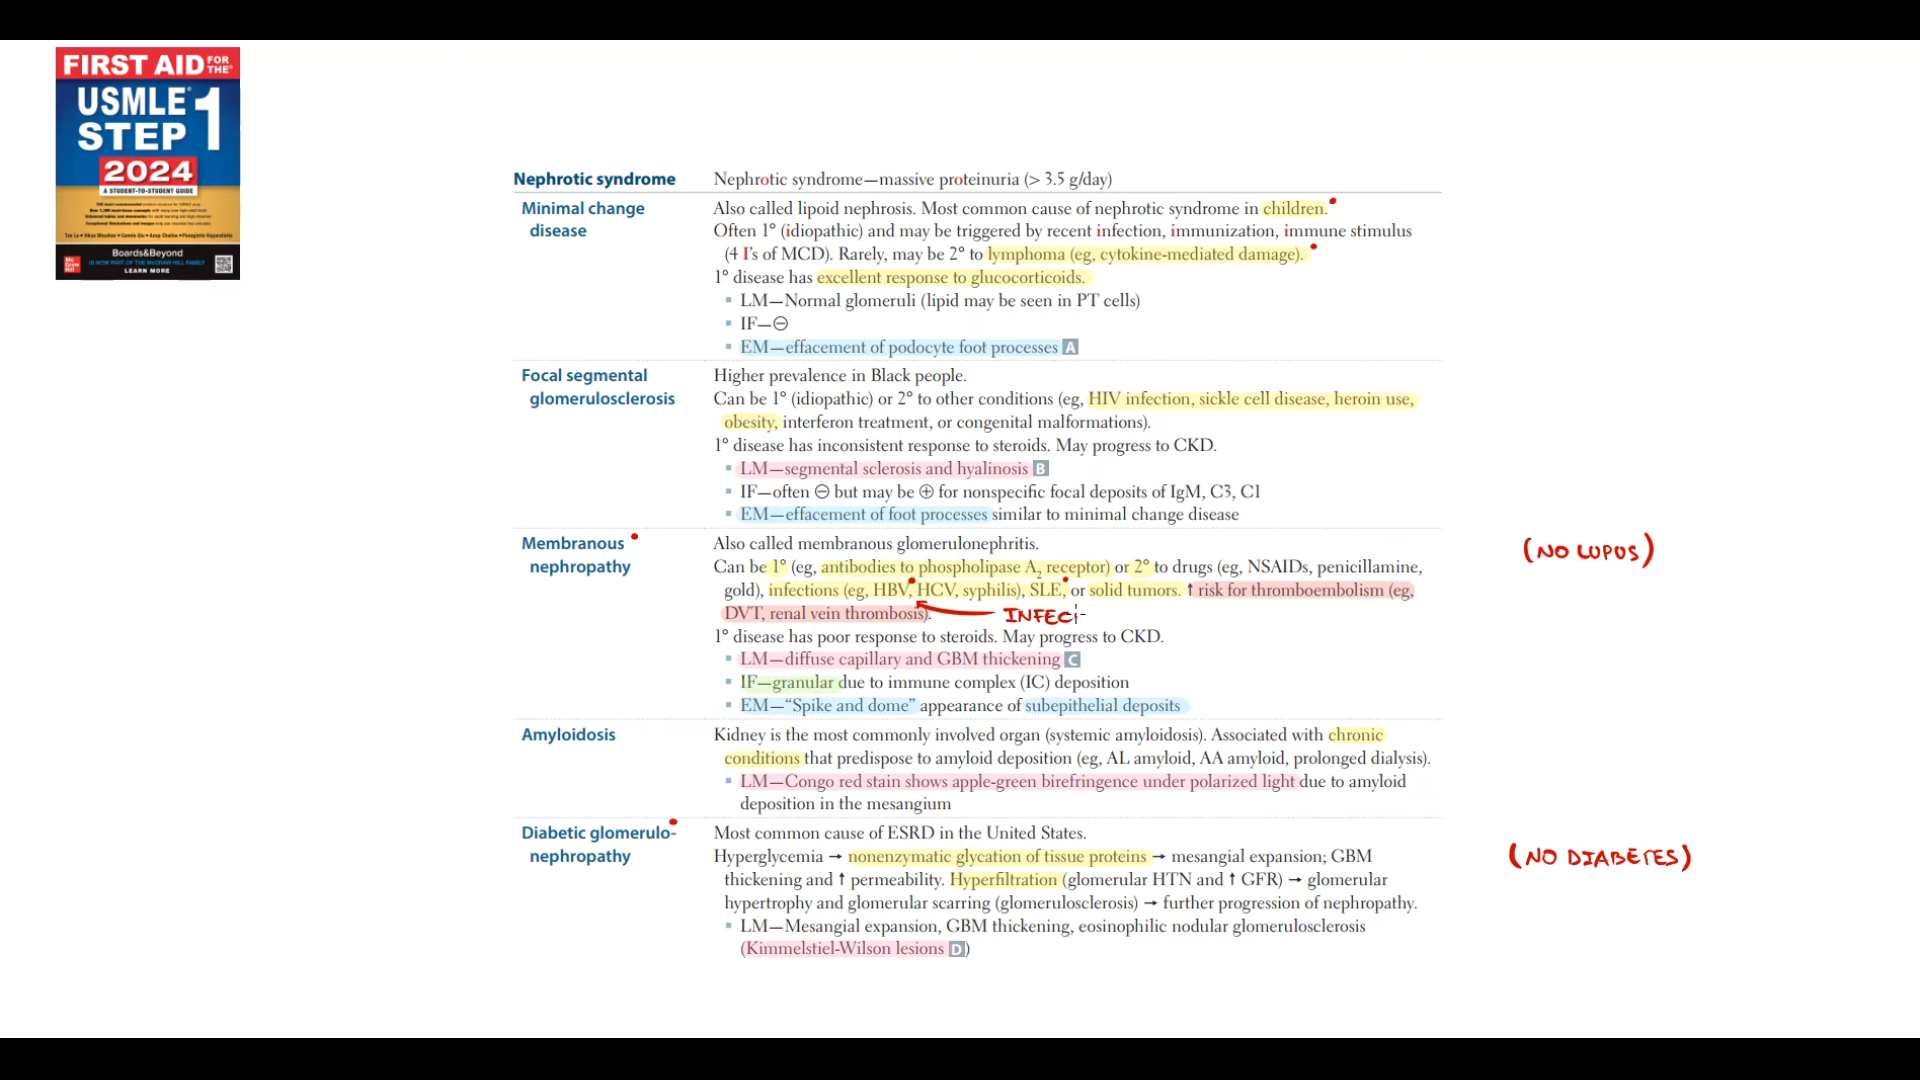 FIRST AID FOR THE
USMLE STEP 1
2024
A STUDENT-TO-STUDENT GUIDE
Boards&Beyond
LEARN MORE
Nephrotic syndrome Nephrotic syndrome—massive proteinuria (> 3.5 g/day)
Minimal change disease
Also called lipoid nephrosis. Most common cause of nephrotic syndrome in children.
Often 1° (idiopathic) and may be triggered by recent infection, immunization, immune stimulus
(4 I's of MCD). Rarely, may be 2° to lymphoma (eg, cytokine-mediated damage).
1° disease has excellent response to glucocorticoids.
▪ LM—Normal glomeruli (lipid may be seen in PT cells)
▪ IF—⊖
▪ EM—effacement of podocyte foot processes A
Focal segmental glomerulosclerosis
Higher prevalence in Black people.
Can be 1° (idiopathic) or 2° to other conditions (eg, HIV infection, sickle cell disease, heroin use,
obesity, interferon treatment, or congenital malformations).
1° disease has inconsistent response to steroids. May progress to CKD.
▪ LM—segmental sclerosis and hyalinosis B
▪ IF—often ⊖ but may be ⊕ for nonspecific focal deposits of IgM, C3, C1
▪ EM—effacement of foot processes similar to minimal change disease
Membranous nephropathy
(NO LUPUS)
Also called membranous glomerulonephritis.
Can be 1° (eg, antibodies to phospholipase A2 receptor) or 2° to drugs (eg, NSAIDs, penicillamine,
gold), infections (eg, HBV, HCV, syphilis), SLE, or solid tumors. ↑ risk for thromboembolism (eg,
DVT, renal vein thrombosis).
INFEC
1° disease has poor response to steroids. May progress to CKD.
▪ LM—diffuse capillary and GBM thickening C
▪ IF—granular due to immune complex (IC) deposition
▪ EM—“Spike and dome” appearance of subepithelial deposits
Amyloidosis
Kidney is the most commonly involved organ (systemic amyloidosis). Associated with chronic
conditions that predispose to amyloid deposition (eg, AL amyloid, AA amyloid, prolonged dialysis).
▪ LM—Congo red stain shows apple-green birefringence under polarized light due to amyloid
deposition in the mesangium
Diabetic glomerulo-nephropathy
(NO DIABETES)
Most common cause of ESRD in the United States.
Hyperglycemia → nonenzymatic glycation of tissue proteins → mesangial expansion; GBM
thickening and ↑ permeability. Hyperfiltration (glomerular HTN and ↑ GFR) → glomerular
hypertrophy and glomerular scarring (glomerulosclerosis) → further progression of nephropathy.
▪ LM—Mesangial expansion, GBM thickening, eosinophilic nodular glomerulosclerosis
(Kimmelstiel-Wilson lesions D)